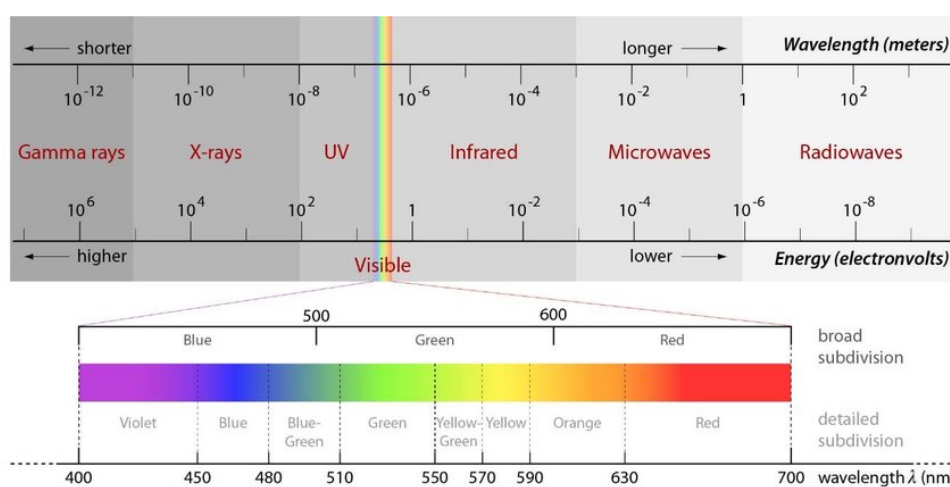 shorter longer Wavelength (meters)
10⁻¹² 10⁻¹⁰ 10⁻⁸ 10⁻⁶ 10⁻⁴ 10⁻² 1 10²
Gamma rays X-rays UV Infrared Microwaves Radiowaves
10⁶ 10⁴ 10² 1 10⁻² 10⁻⁴ 10⁻⁶ 10⁻⁸
higher Visible lower Energy (electronvolts)
500 600
Blue Green Red broad
subdivision
Violet Blue Blue- Green Yellow- Yellow Orange Red detailed
Green Green subdivision
400 450 480 510 550 570 590 630 700 wavelength λ (nm